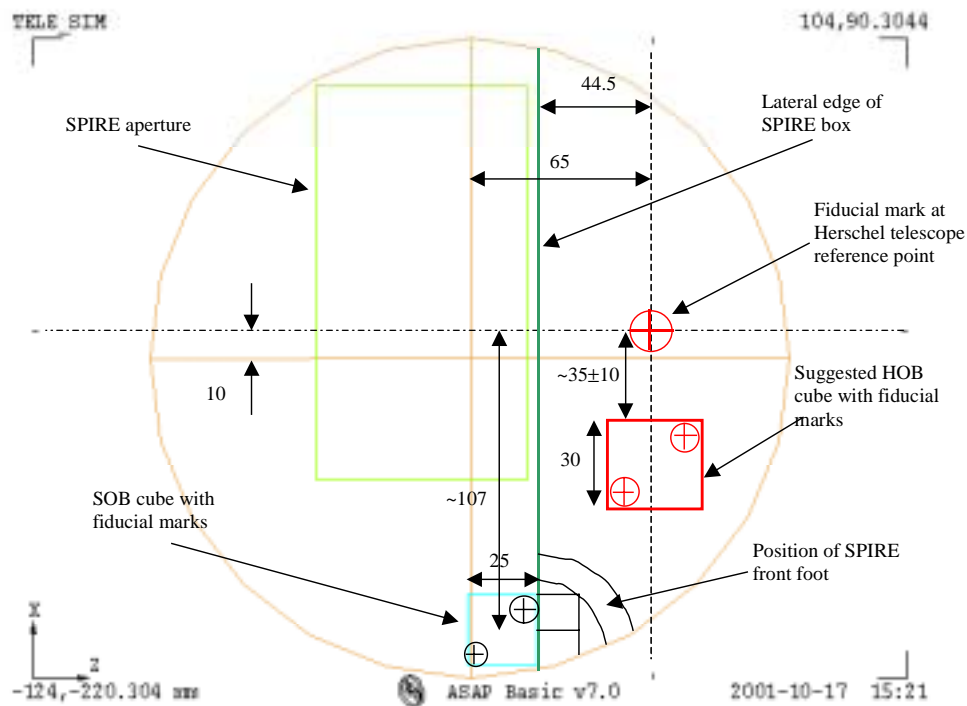 TELE_SIM
104,90.3044
44.5
Lateral edge of
SPIRE box
SPIRE aperture
65
Fiducial mark at
Herschel telescope
reference point
~35±10
10
Suggested HOB
cube with fiducial
marks
30
~107
SOB cube with
fiducial marks
25
Position of SPIRE
front foot
X
Z
-124,-220.304 mm
ASAP Basic v7.0
2001-10-17 15:21